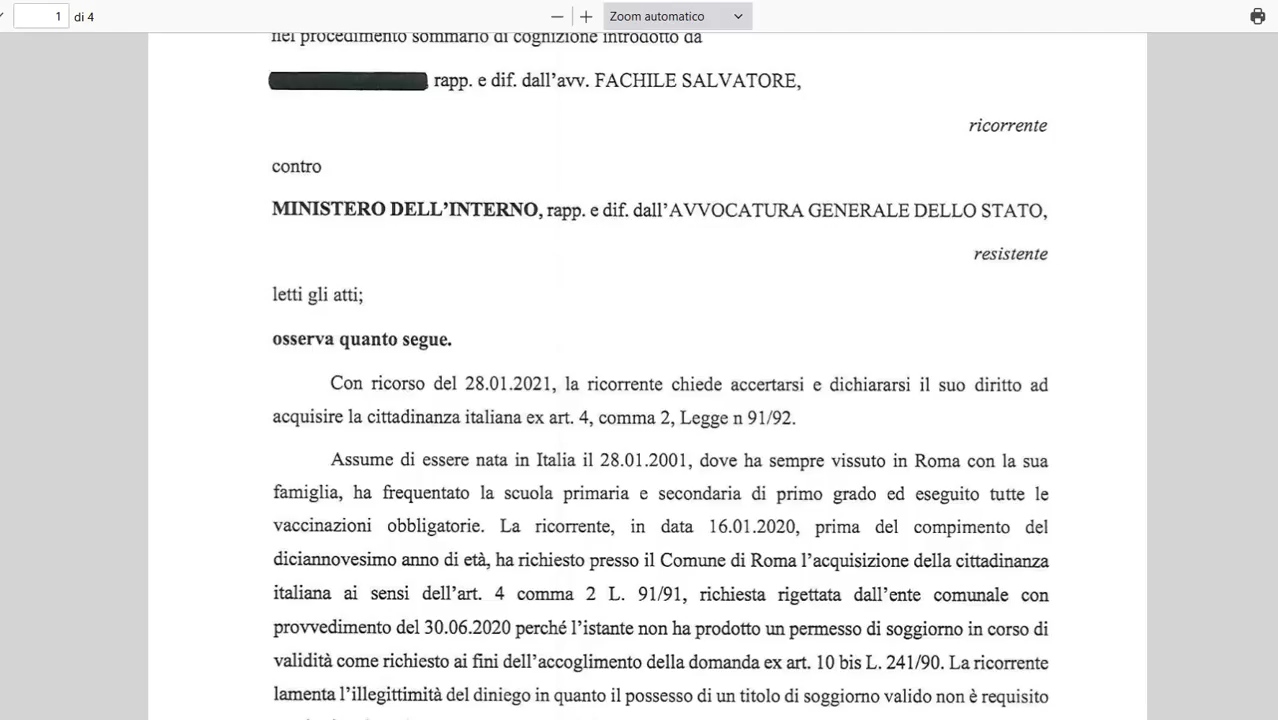 1 di 4 Zoom automatico
nel procedimento sommario di cognizione introdotto da
rapp. e dif. dall'avv. FACHILE SALVATORE,
ricorrente
contro
MINISTERO DELL'INTERNO, rapp. e dif. dall'AVVOCATURA GENERALE DELLO STATO,
resistente
letti gli atti;
osserva quanto segue.
Con ricorso del 28.01.2021, la ricorrente chiede accertarsi e dichiararsi il suo diritto ad
acquisire la cittadinanza italiana ex art. 4, comma 2, Legge n 91/92.
Assume di essere nata in Italia il 28.01.2001, dove ha sempre vissuto in Roma con la sua
famiglia, ha frequentato la scuola primaria e secondaria di primo grado ed eseguito tutte le
vaccinazioni obbligatorie. La ricorrente, in data 16.01.2020, prima del compimento del
diciannovesimo anno di età, ha richiesto presso il Comune di Roma l'acquisizione della cittadinanza
italiana ai sensi dell'art. 4 comma 2 L. 91/91, richiesta rigettata dall'ente comunale con
provvedimento del 30.06.2020 perché l'istante non ha prodotto un permesso di soggiorno in corso di
validità come richiesto ai fini dell'accoglimento della domanda ex art. 10 bis L. 241/90. La ricorrente
lamenta l'illegittimità del diniego in quanto il possesso di un titolo di soggiorno valido non è requisito